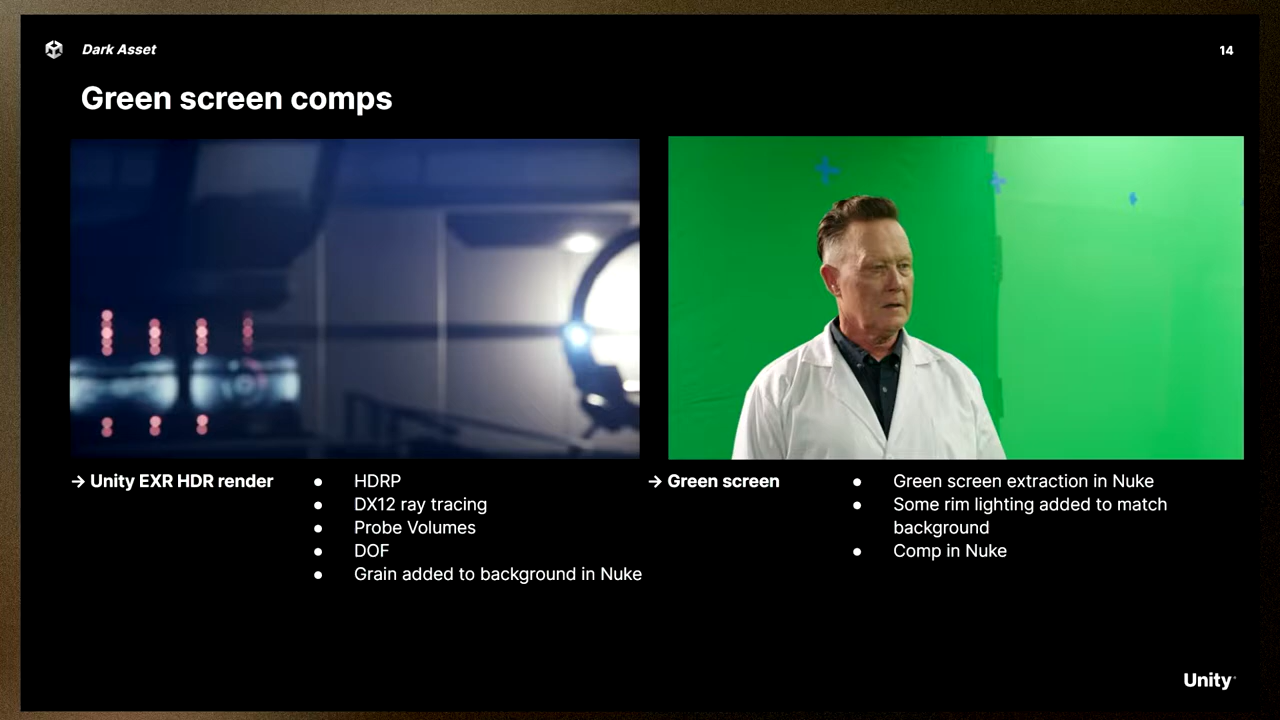 Dark Asset
14
Green screen comps
→ Unity EXR HDR render
● HDRP
● DX12 ray tracing
● Probe Volumes
● DOF
● Grain added to background in Nuke
→ Green screen
● Green screen extraction in Nuke
● Some rim lighting added to match
background
● Comp in Nuke
Unity